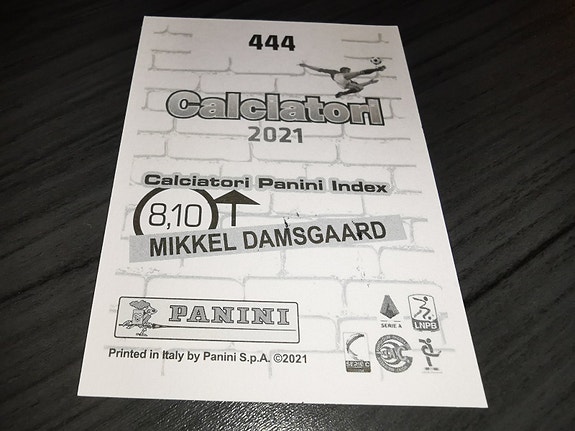 444
Calciatori
2021
Calciatori Panini Index
8,10
MIKKEL DAMSGAARD
PANINI
SERIE A
LNPB
Printed in Italy by Panini S.p.A. ©2021
SERIE C